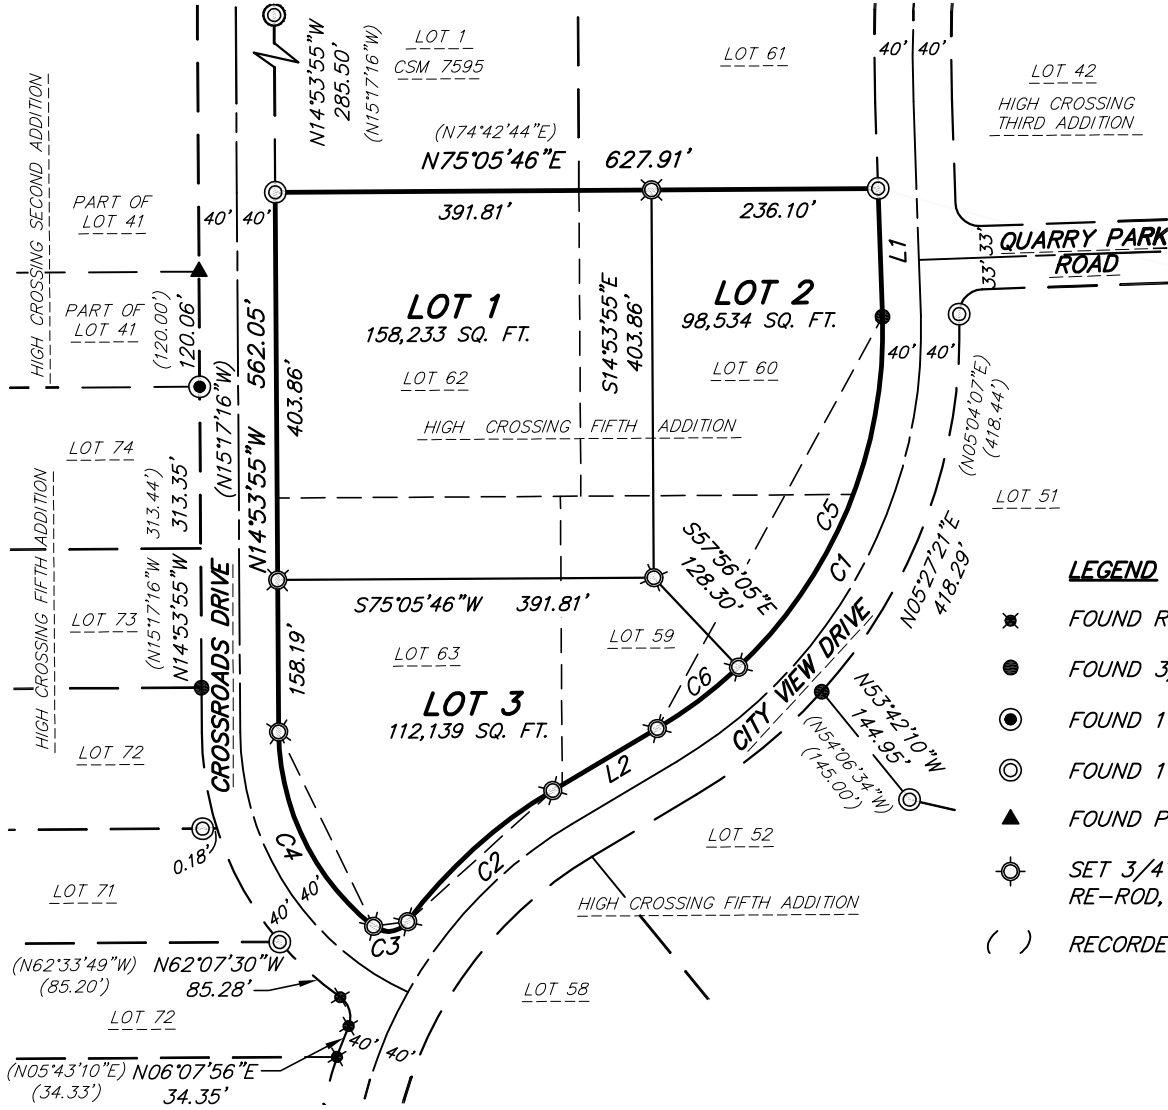 N14°53'55"W
285.50'
(N15°17'16"W)
LOT 1
CSM 7595
LOT 61
40'
40'
LOT 42
HIGH CROSSING
THIRD ADDITION
HIGH CROSSING SECOND ADDITION
(N74°42'44"E)
N75°05'46"E 627.91'
PART OF
LOT 41
40'
40'
391.81'
236.10'
L1
33'
33'
QUARRY PARK
ROAD
PART OF
LOT 41
(120.00')
120.06'
LOT 1
158,233 SQ. FT.
S14°53'55"E
403.86'
LOT 2
98,534 SQ. FT.
40'
40'
LOT 62
LOT 60
N14°53'55"W 562.05'
(N15°17'16"W)
403.86'
HIGH CROSSING FIFTH ADDITION
(N05°04'07"E)
(418.44')
LOT 74
313.44')
313.35'
(N15°17'16"W
N14°53'55"W
HIGH CROSSING FIFTH ADDITION
LOT 51
C5
C1
S57°56'05"E
128.30'
N05°27'21"E
418.29'
LEGEND
S75°05'46"W 391.81'
LOT 73
FOUND R
LOT 59
LOT 63
158.19'
CROSSROADS DRIVE
C6
CITY VIEW DRIVE
FOUND 3/
N53°42'10"W
144.95'
(N54°06'34"W)
(145.00')
LOT 3
112,139 SQ. FT.
FOUND 1
LOT 72
L2
FOUND 1
FOUND P
0.18'
C4
C2
LOT 52
LOT 71
40'
40'
SET 3/4
RE-ROD,
HIGH CROSSING FIFTH ADDITION
C3
( ) RECORDE
(N62°33'49"W)
(85.20')
N62°07'30"W
85.28'
LOT 58
LOT 72
40'
40'
(N05°43'10"E)
(34.33')
N06°07'56"E
34.35'